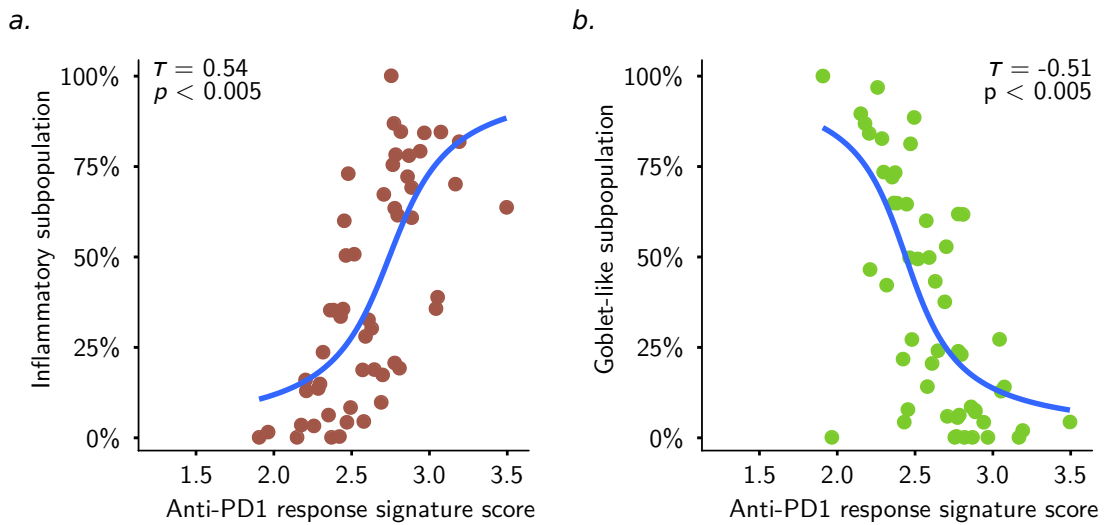 a.
τ = 0.54
p < 0.005
Inflammatory subpopulation
100%
75%
50%
25%
0%
1.5 2.0 2.5 3.0 3.5
Anti-PD1 response signature score
b.
τ = -0.51
p < 0.005
Goblet-like subpopulation
100%
75%
50%
25%
0%
1.5 2.0 2.5 3.0 3.5
Anti-PD1 response signature score